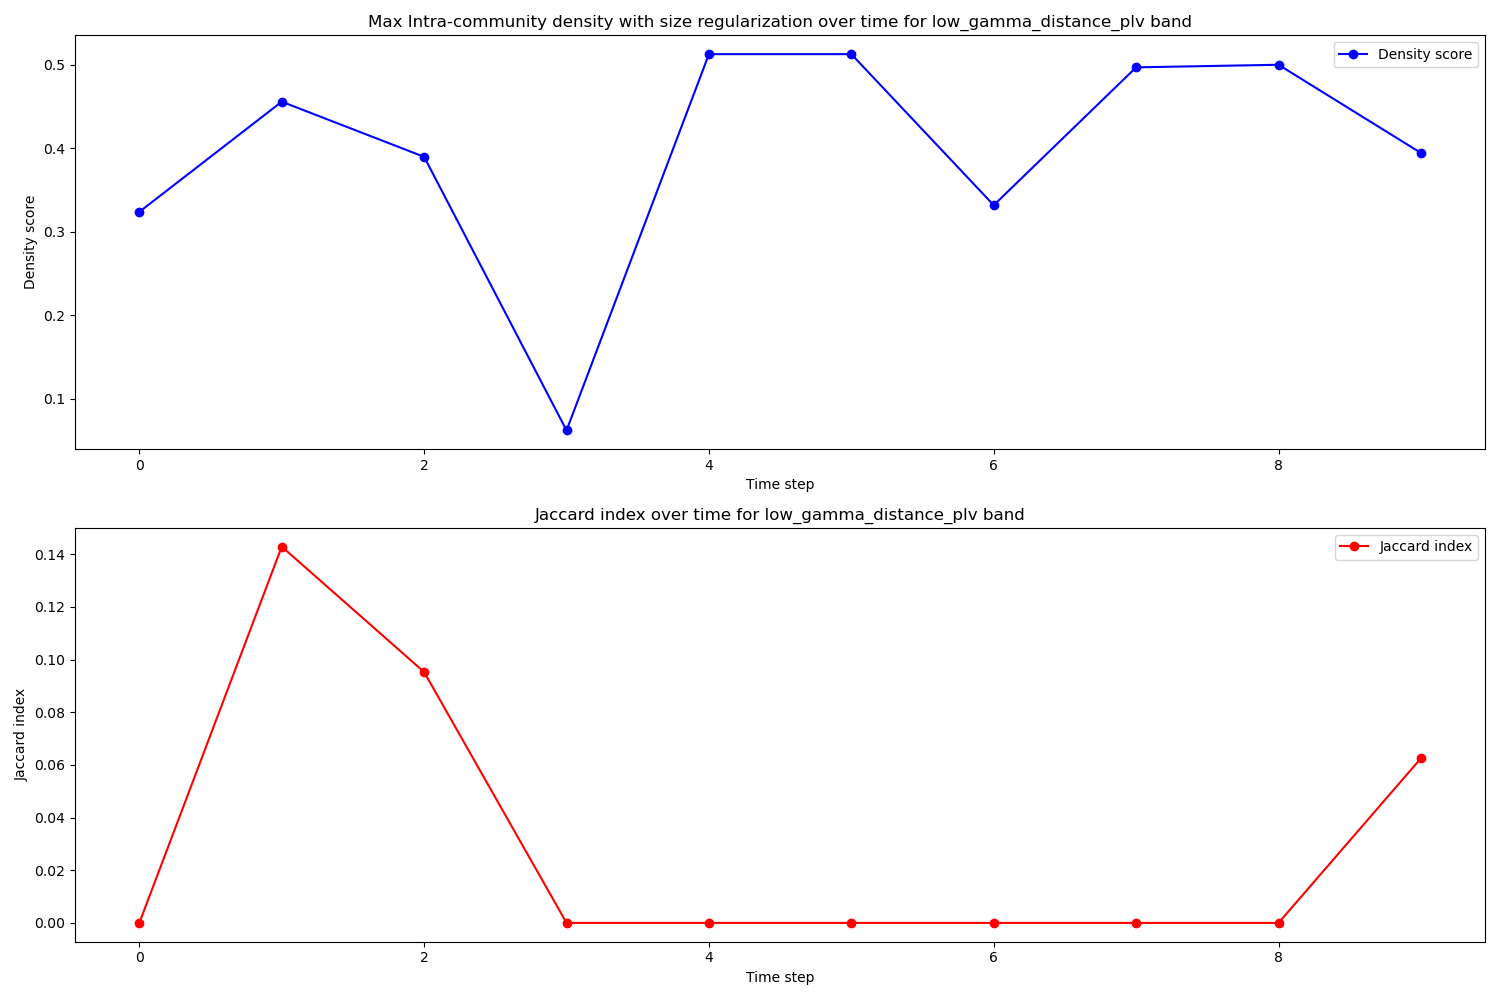 Max Intra-community density with size regularization over time for low_gamma_distance_plv band
Density score
0.5
0.4
0.3
0.2
0.1
Density score
0 2 4 6 8
Time step
Jaccard index over time for low_gamma_distance_plv band
Jaccard index
0.14
0.12
0.10
0.08
0.06
0.04
0.02
0.00
Jaccard index
0 2 4 6 8
Time step